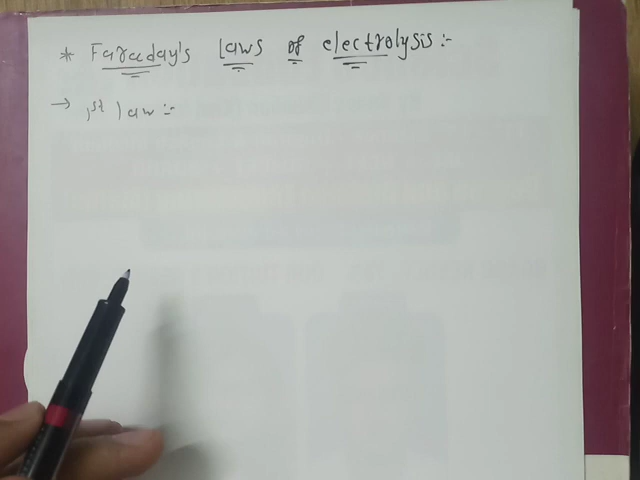 * Faraday's laws of electrolysis:-
→ 1st law:-